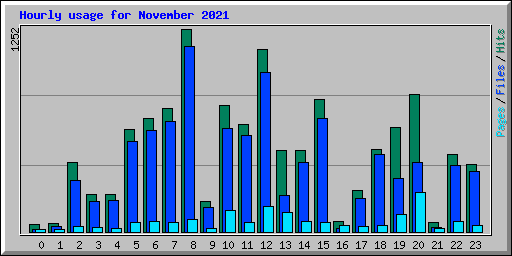 Hourly usage for November 2021
1252
Pages/Files/Hits
0 1 2 3 4 5 6 7 8 9 10 11 12 13 14 15 16 17 18 19 20 21 22 23